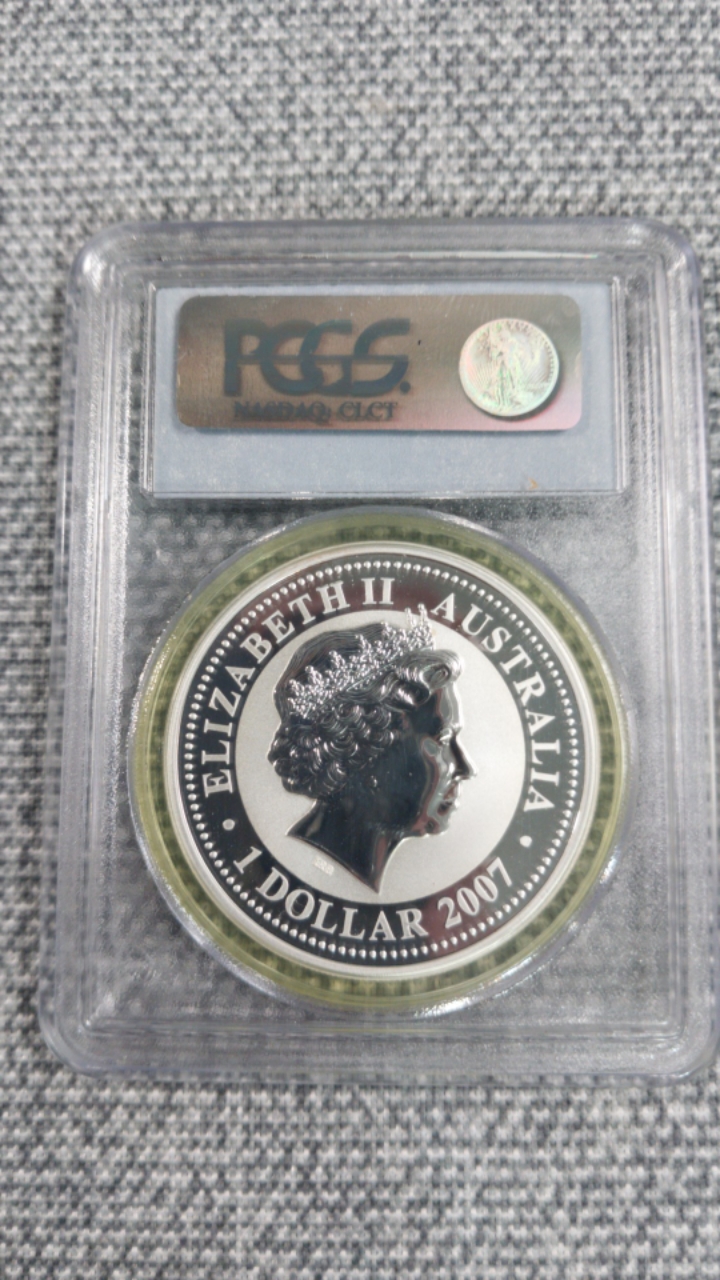 PCGS.
NASDAQ: CLCT
ELIZABETH II AUSTRALIA
1 DOLLAR 2007